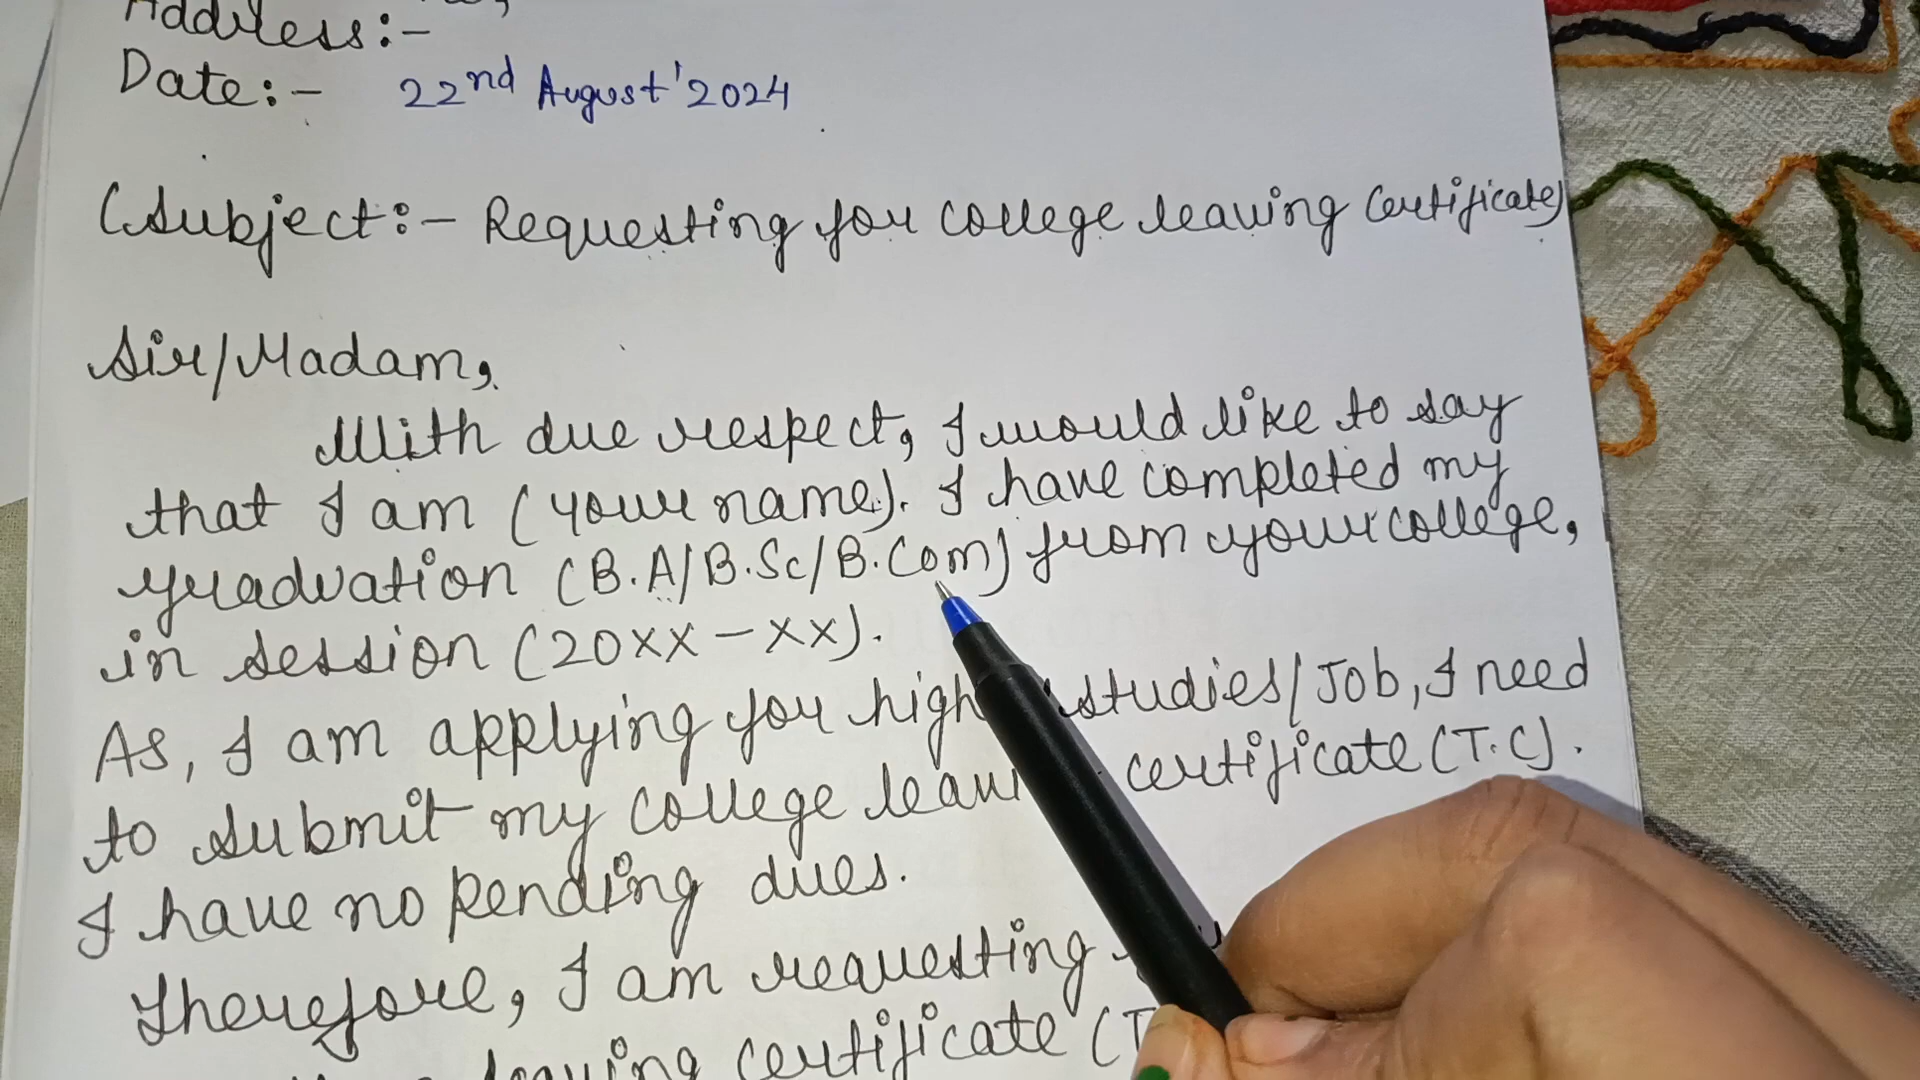 Address:-
Date:- 22nd August'2024
(Subject:- Requesting for college leaving Certificate)
Sir/Madam,
With due respect, I would like to say
that I am (your name). I have completed my
graduation (B.A/B.Sc/B.Com) from your college,
in session (20XX-XX).
As, I am applying for studies/Job, I need
to submit my college certificate (T.C).
I have no pending dues.
Therefore, I am requesting
leaving certificate (T